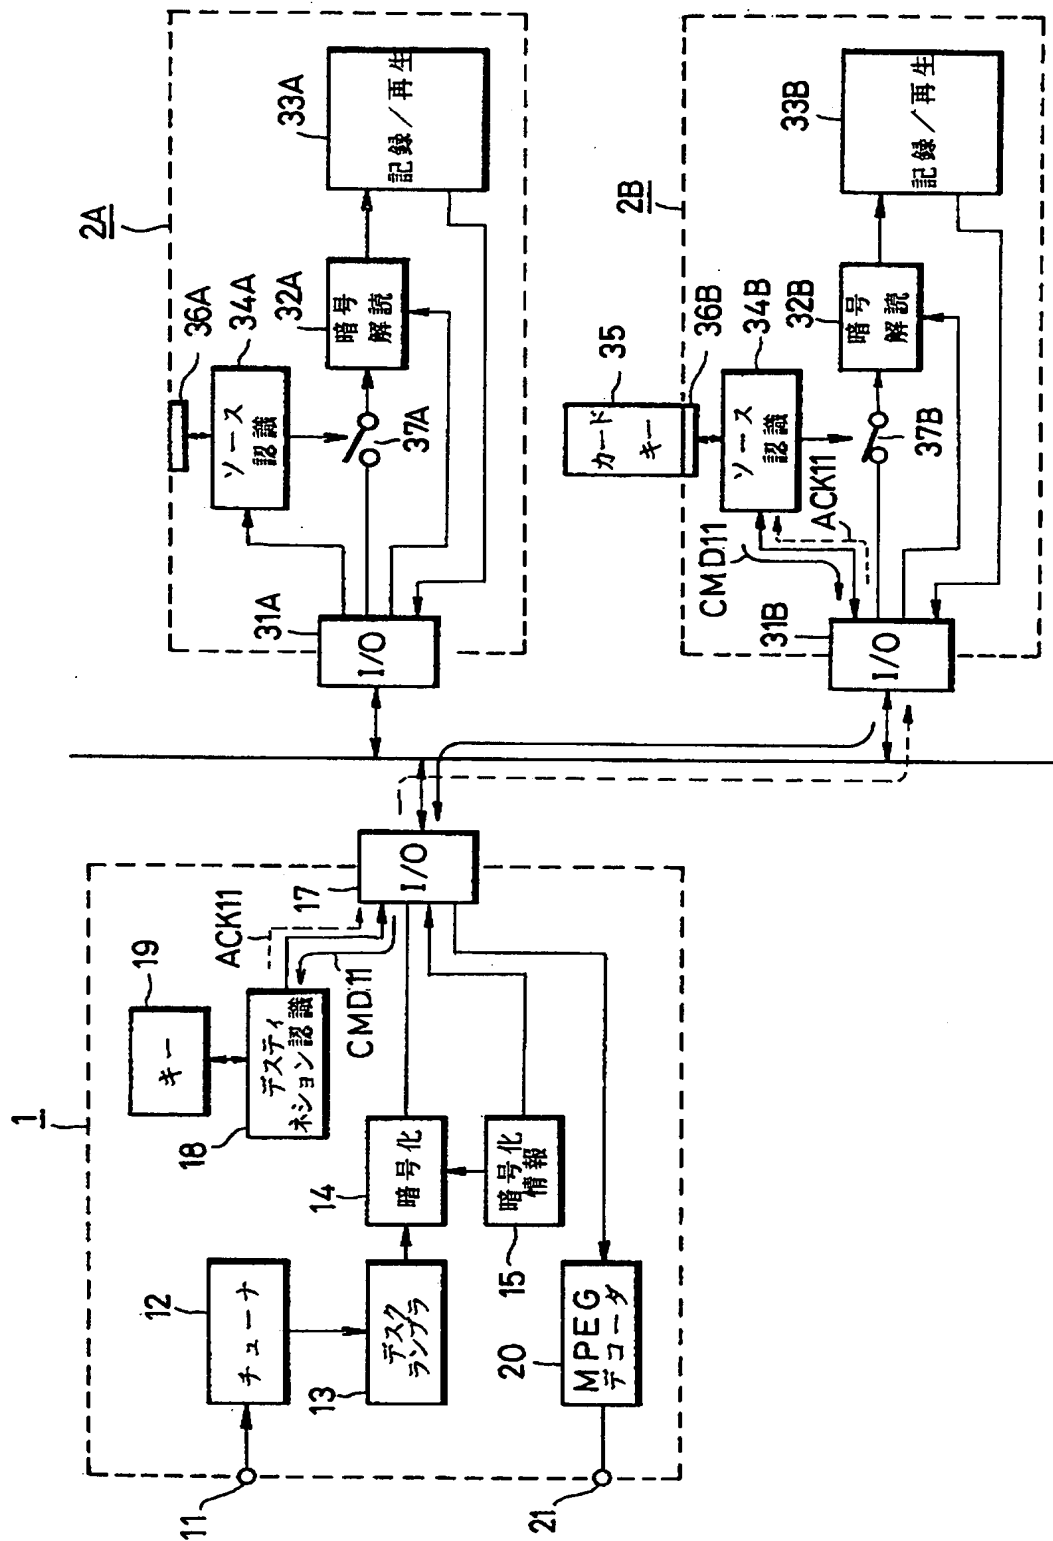 1
11
チューナ
12
デスク
ランブラ
13
暗号化
14
暗号化
情報
15
I/O
17
デスティ
ネション認識
18
キー
19
ACK11
CMD11
MPEG
デコーダ
20
21
2A
I/O
31A
ソース
認識
34A
36A
37A
暗号
解読
32A
記録/再生
33A
2B
I/O
31B
CMD11
ACK11
ソース
認識
34B
カード
キー
35
36B
37B
暗号
解読
32B
記録/再生
33B